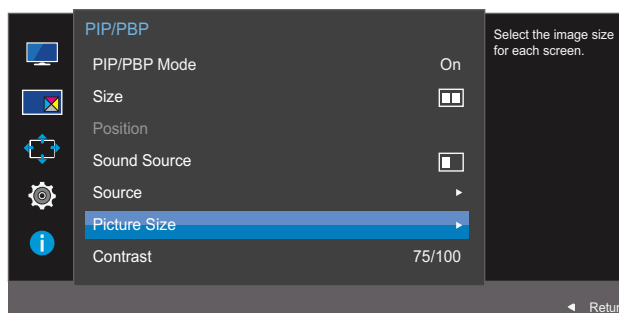 PIP/PBP
Select the image size
for each screen.
PIP/PBP Mode On
Size
Position
Sound Source
Source
Picture Size
Contrast 75/100
Retur